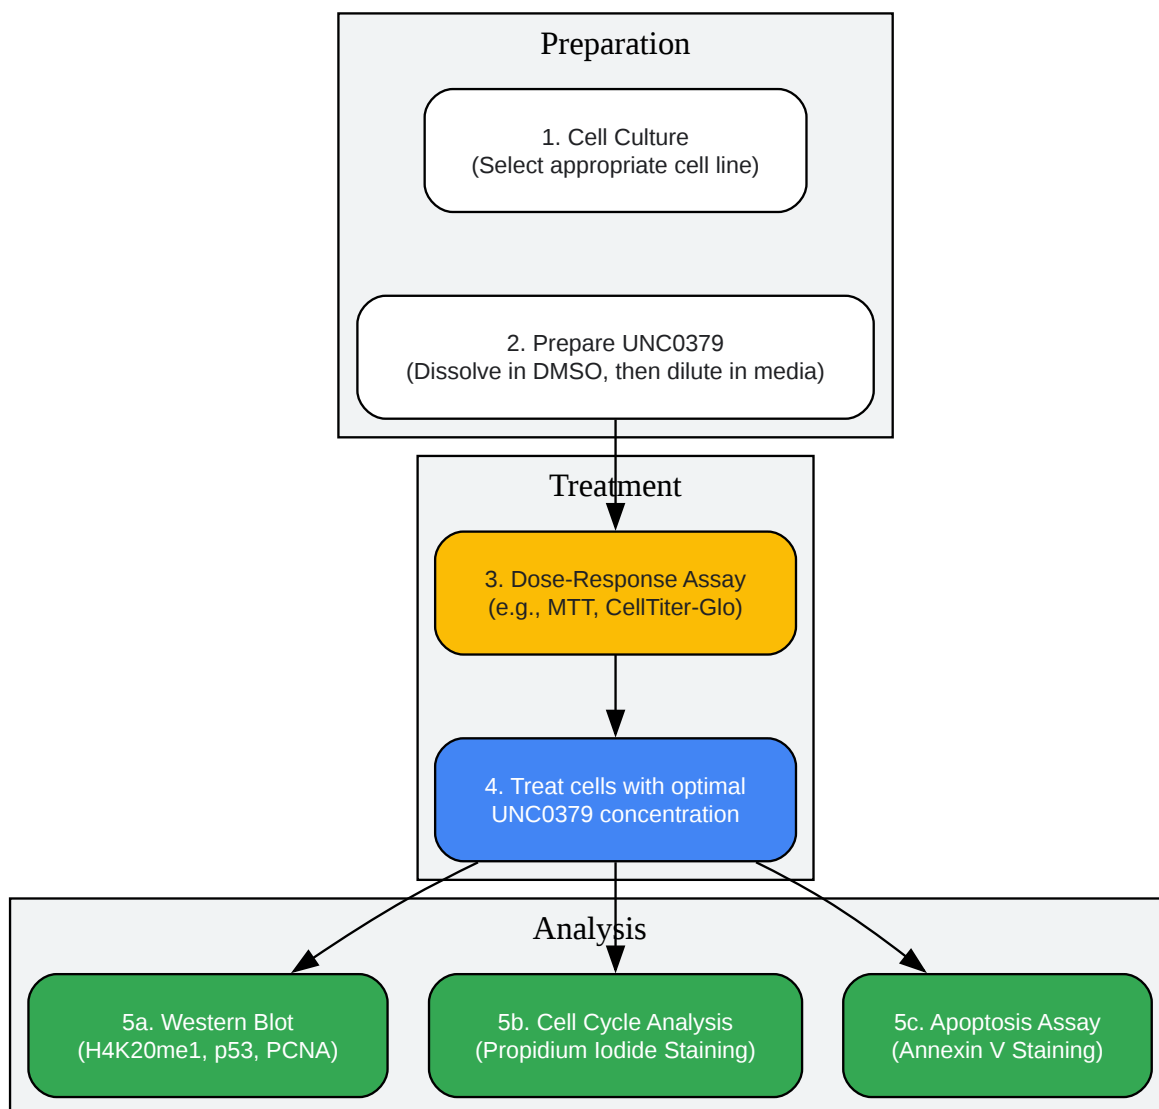 Preparation
1. Cell Culture
(Select appropriate cell line)
2. Prepare UNC0379
(Dissolve in DMSO, then dilute in media)
Treatment
3. Dose-Response Assay
(e.g., MTT, CellTiter-Glo)
4. Treat cells with optimal
UNC0379 concentration
Analysis
5a. Western Blot
(H4K20me1, p53, PCNA)
5b. Cell Cycle Analysis
(Propidium Iodide Staining)
5c. Apoptosis Assay
(Annexin V Staining)